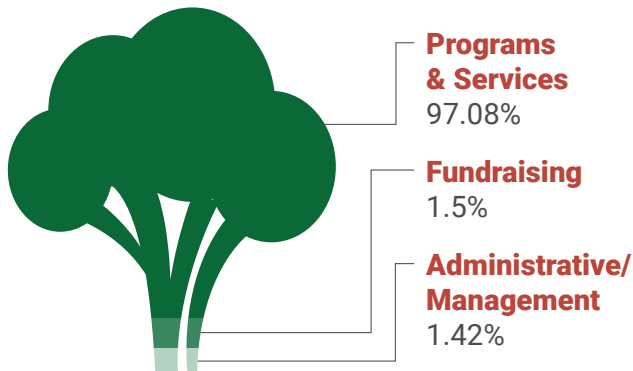 Programs
& Services
97.08%
Fundraising
1.5%
Administrative/
Management
1.42%